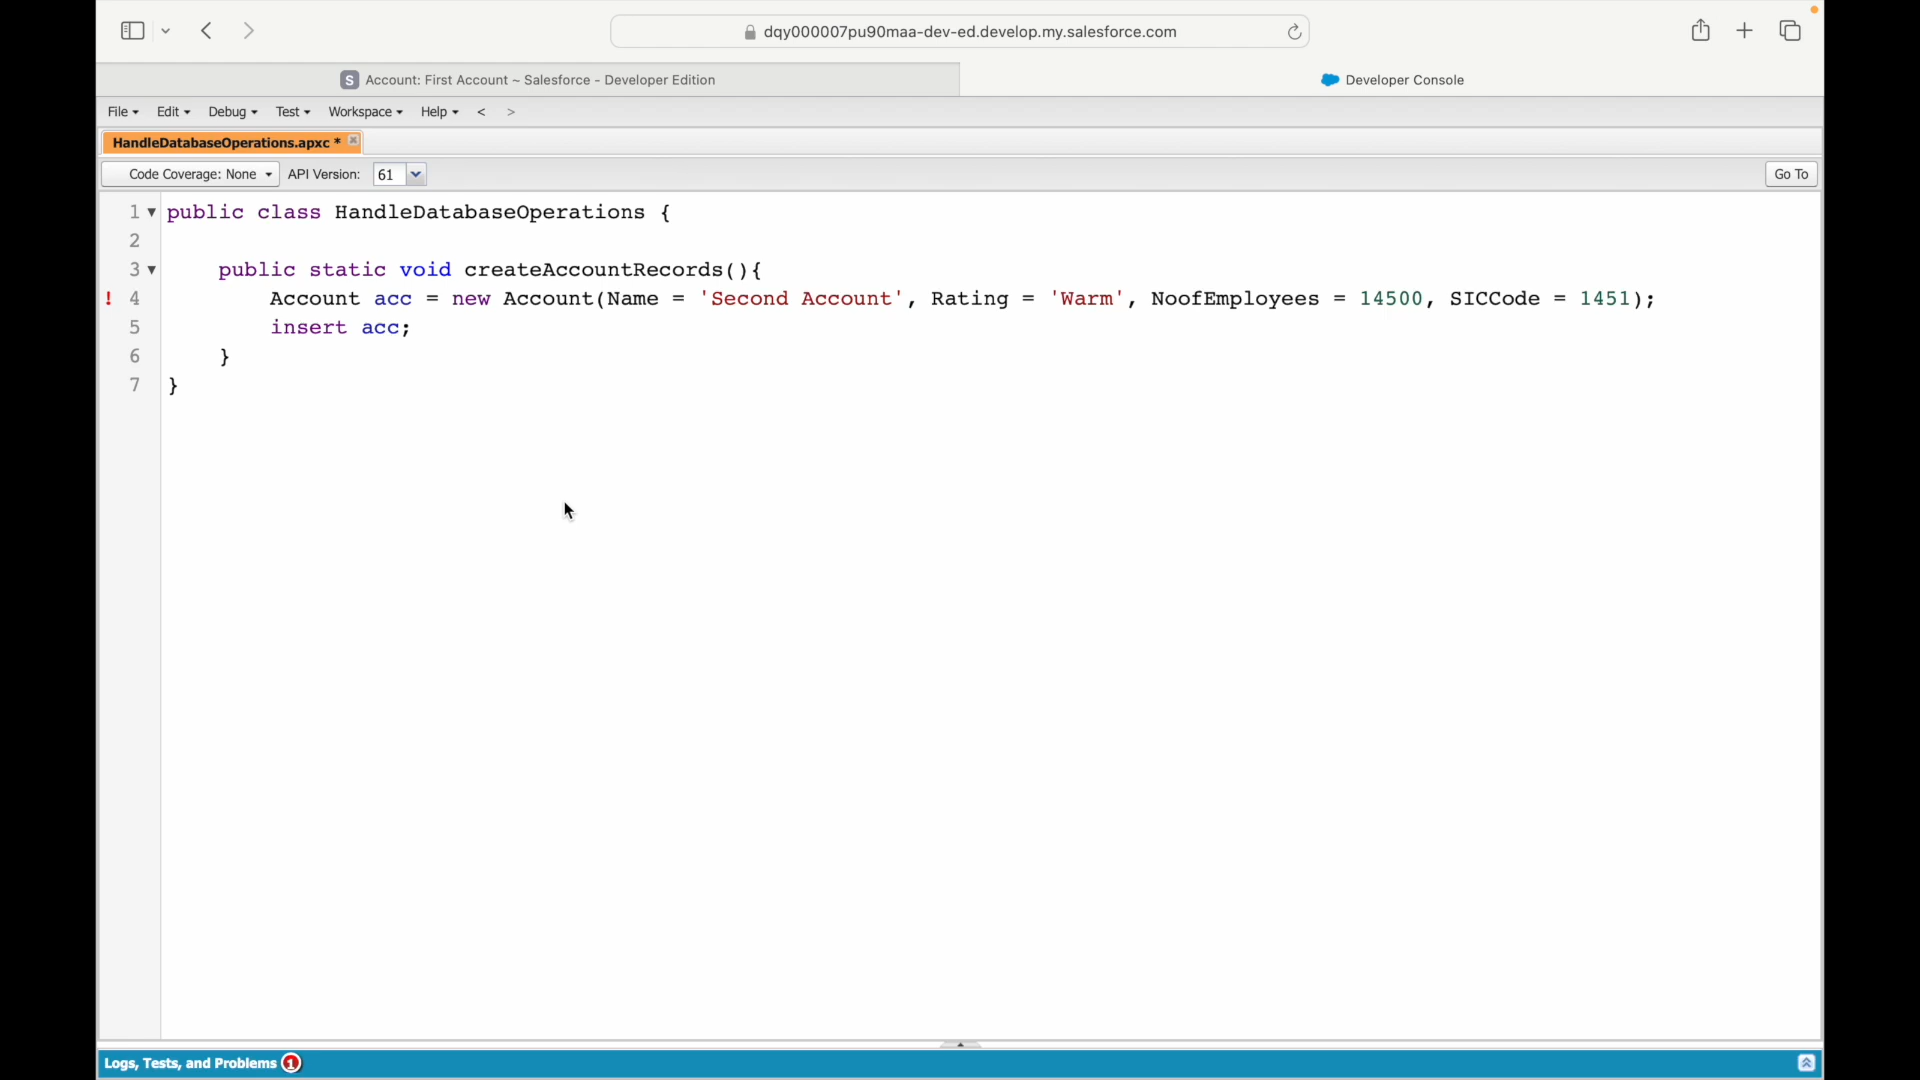 dqy000007pu90maa-dev-ed.develop.my.salesforce.com
S Account: First Account ~ Salesforce - Developer Edition
Developer Console
File Edit Debug Test Workspace Help < >
HandleDatabaseOperations.apxc *
Code Coverage: None API Version: 61 Go To
1 public class HandleDatabaseOperations {
2
3 public static void createAccountRecords(){
! 4 Account acc = new Account(Name = 'Second Account', Rating = 'Warm', NoofEmployees = 14500, SICCode = 1451);
5 insert acc;
6 }
7 }
Logs, Tests, and Problems 1